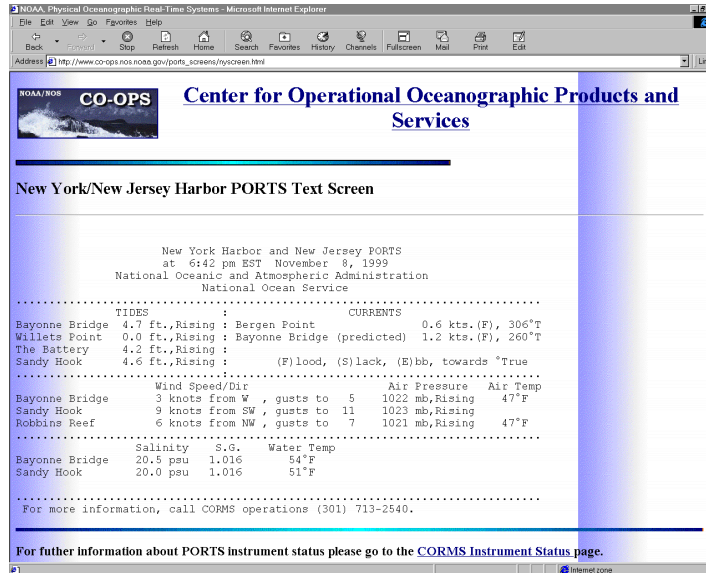 NOAA, Physical Oceanographic Real-Time Systems - Microsoft Internet Explorer
File Edit View Go Favorites Help
Back Forward Stop Refresh Home Search Favorites History Channels Fullscreen Mail Print Edit
Address http://www.co-ops.nos.noaa.gov/ports_screens/nyscreen.html
NOAA/NOS CO-OPS
Center for Operational Oceanographic Products and
Services
New York/New Jersey Harbor PORTS Text Screen
New York Harbor and New Jersey PORTS
at 6:42 pm EST November 8, 1999
National Oceanic and Atmospheric Administration
National Ocean Service
TIDES : CURRENTS
Bayonne Bridge 4.7 ft.,Rising : Bergen Point 0.6 kts.(F), 306°T
Willets Point 0.0 ft.,Rising : Bayonne Bridge (predicted) 1.2 kts.(F), 260°T
The Battery 4.2 ft.,Rising :
Sandy Hook 4.6 ft.,Rising : (F)lood, (S)lack, (E)bb, towards °True
Wind Speed/Dir Air Pressure Air Temp
Bayonne Bridge 3 knots from W , gusts to 5 1022 mb,Rising 47°F
Sandy Hook 9 knots from SW , gusts to 11 1023 mb,Rising
Robbins Reef 6 knots from NW , gusts to 7 1021 mb,Rising 47°F
Salinity S.G. Water Temp
Bayonne Bridge 20.5 psu 1.016 54°F
Sandy Hook 20.0 psu 1.016 51°F
For more information, call CORMS operations (301) 713-2540.
For futher information about PORTS instrument status please go to the CORMS Instrument Status page.
Internet zone